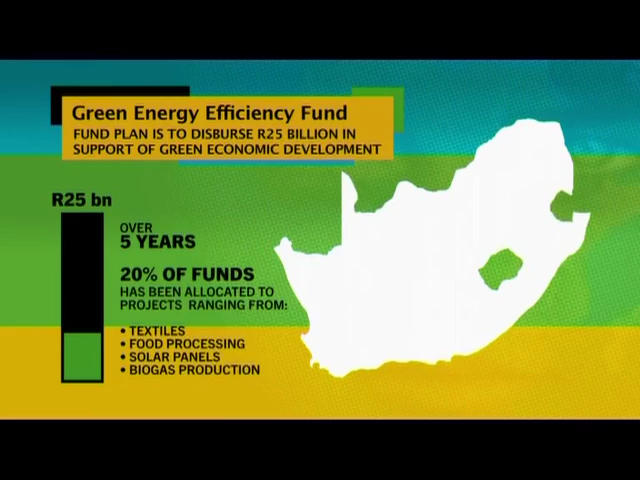 Green Energy Efficiency Fund
FUND PLAN IS TO DISBURSE R25 BILLION IN
SUPPORT OF GREEN ECONOMIC DEVELOPMENT
R25 bn
OVER
5 YEARS
20% OF FUNDS
HAS BEEN ALLOCATED TO
PROJECTS RANGING FROM:
• TEXTILES
• FOOD PROCESSING
• SOLAR PANELS
• BIOGAS PRODUCTION